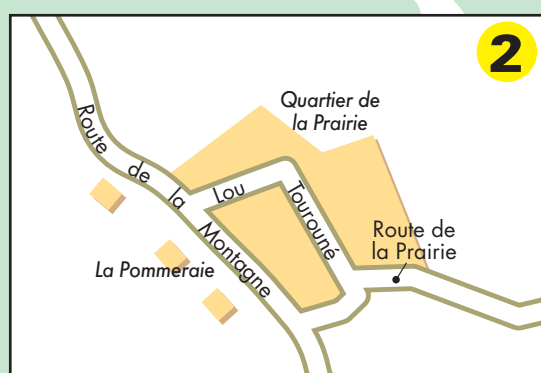 2
Quartier de
la Prairie
Route de la Montagne
Lou Tourouné
Route de
la Prairie
La Pommeraie